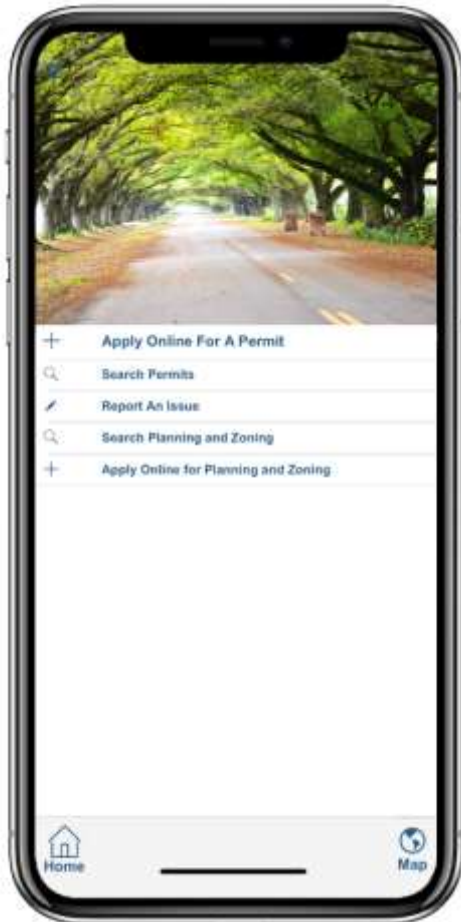 Apply Online For A Permit
Search Permits
Report An Issue
Search Planning and Zoning
Apply Online for Planning and Zoning
Home
Map